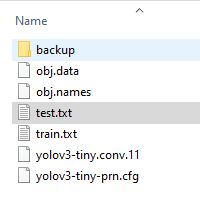 Name
backup
obj.data
obj.names
test.txt
train.txt
yolov3-tiny.conv.11
yolov3-tiny-prn.cfg